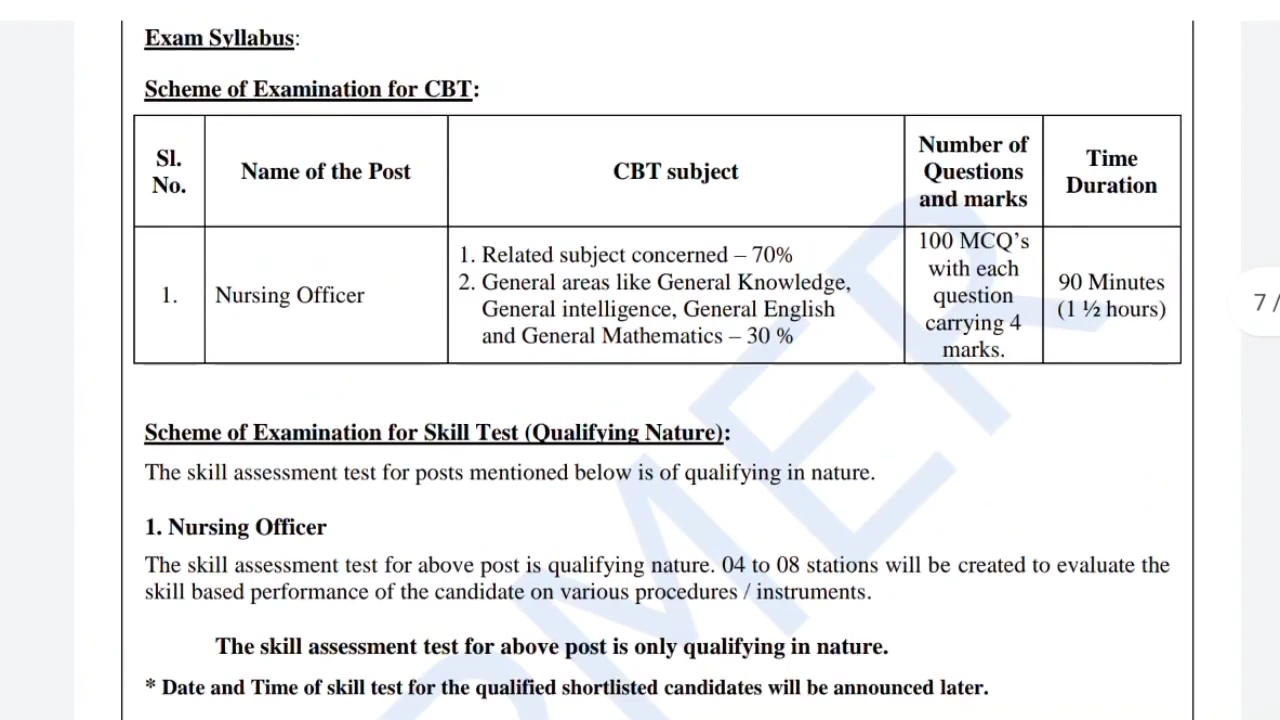 Exam Syllabus:
Scheme of Examination for CBT:
Sl. No.
Name of the Post
CBT subject
Number of Questions and marks
Time Duration
1.
Nursing Officer
1. Related subject concerned – 70%
2. General areas like General Knowledge,
General intelligence, General English
and General Mathematics – 30 %
100 MCQ's
with each
question
carrying 4
marks.
90 Minutes
(1 ½ hours)
7 /
Scheme of Examination for Skill Test (Qualifying Nature):
The skill assessment test for posts mentioned below is of qualifying in nature.
1. Nursing Officer
The skill assessment test for above post is qualifying nature. 04 to 08 stations will be created to evaluate the
skill based performance of the candidate on various procedures / instruments.
The skill assessment test for above post is only qualifying in nature.
* Date and Time of skill test for the qualified shortlisted candidates will be announced later.